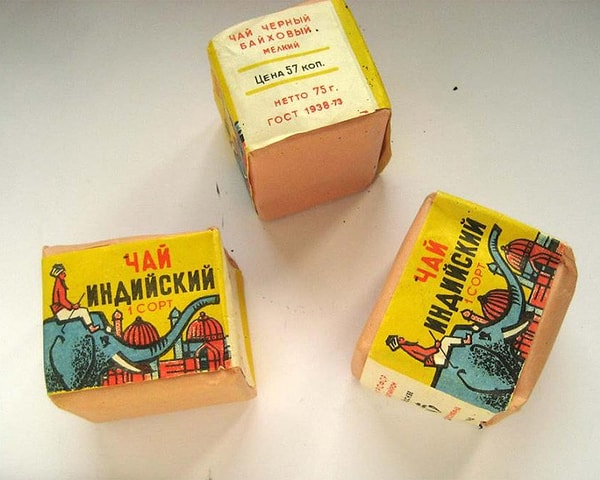 ЧАЙ ЧЕРНЫЙ
БАЙХОВЫЙ
МЕЛКИЙ
ЦЕНА 57 КОП.
НЕТТО 75 г.
ГОСТ 1938-73
ЧАЙ
ИНДИЙСКИЙ
1 СОРТ
ЧАЙ
ИНДИЙСКИЙ
1 СОРТ